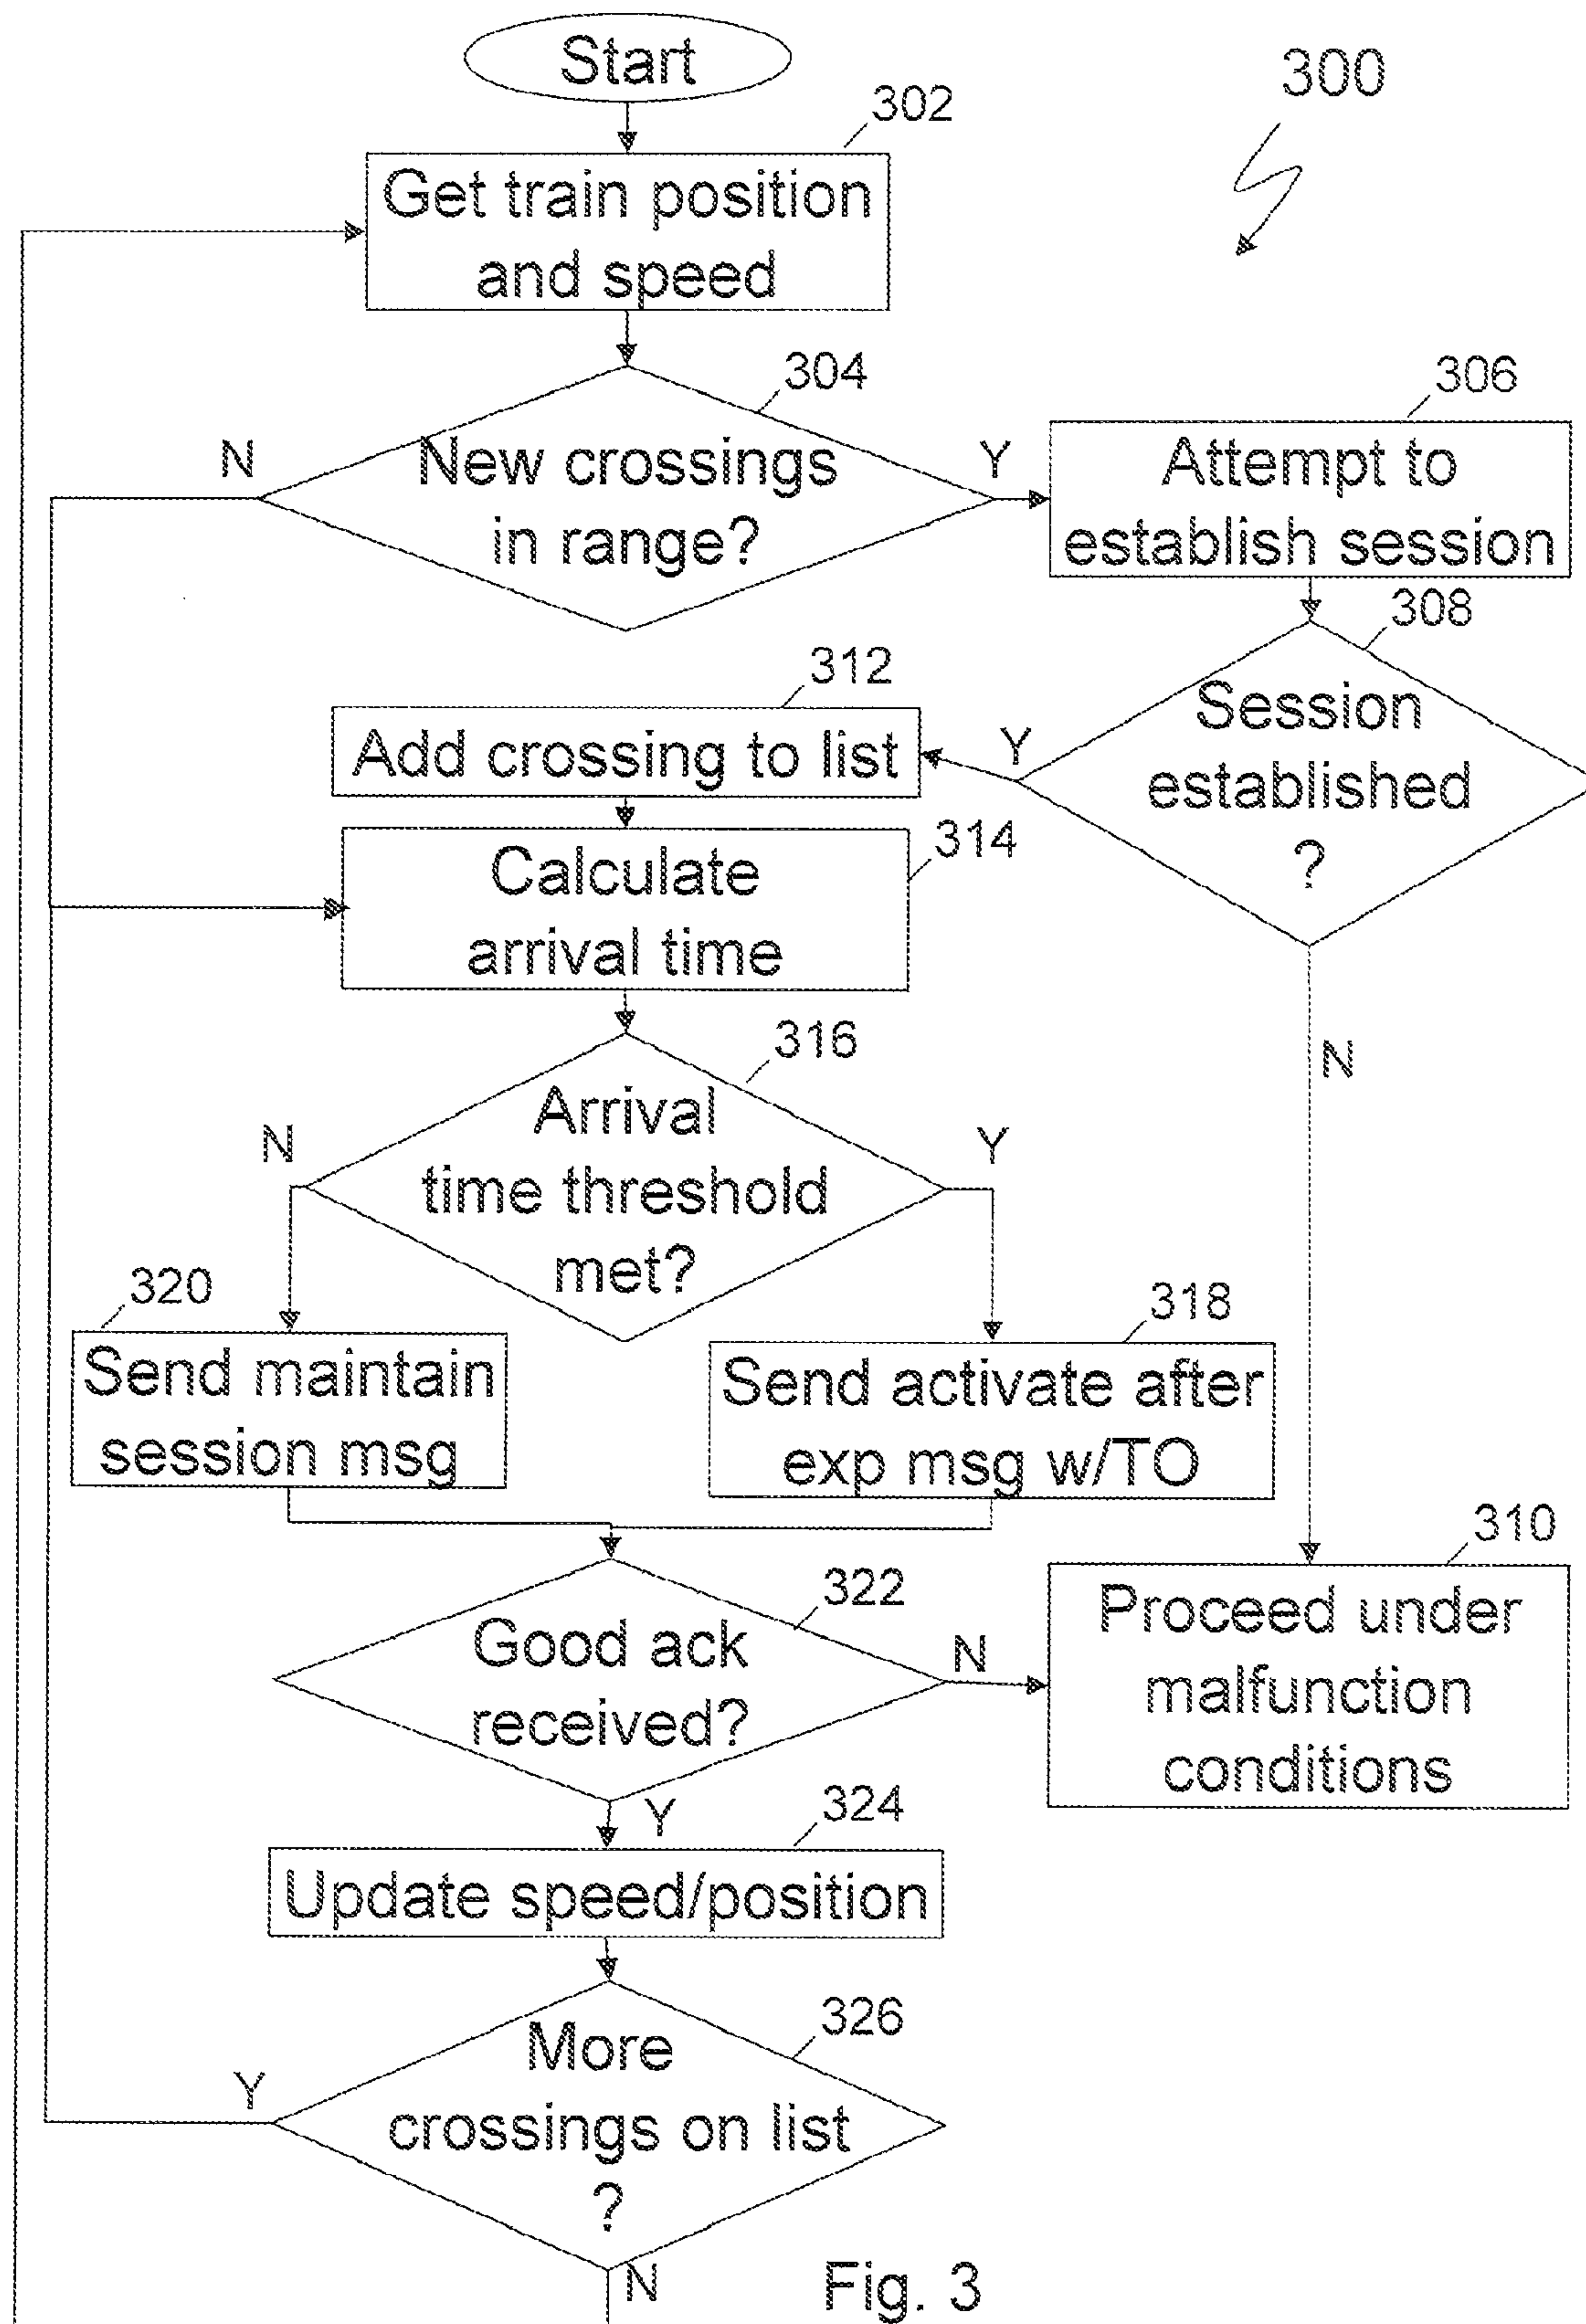 Start
300
302
Get train position
and speed
304
N
New crossings
in range?
Y
306
Attempt to
establish session
308
Session
established
?
Y
N
312
Add crossing to list
314
Calculate
arrival time
316
Arrival
time threshold
met?
N
Y
320
Send maintain
session msg
318
Send activate after
exp msg w/TO
322
Good ack
received?
N
310
Proceed under
malfunction
conditions
Y
324
Update speed/position
326
More
crossings on list
?
Y
N
Fig. 3